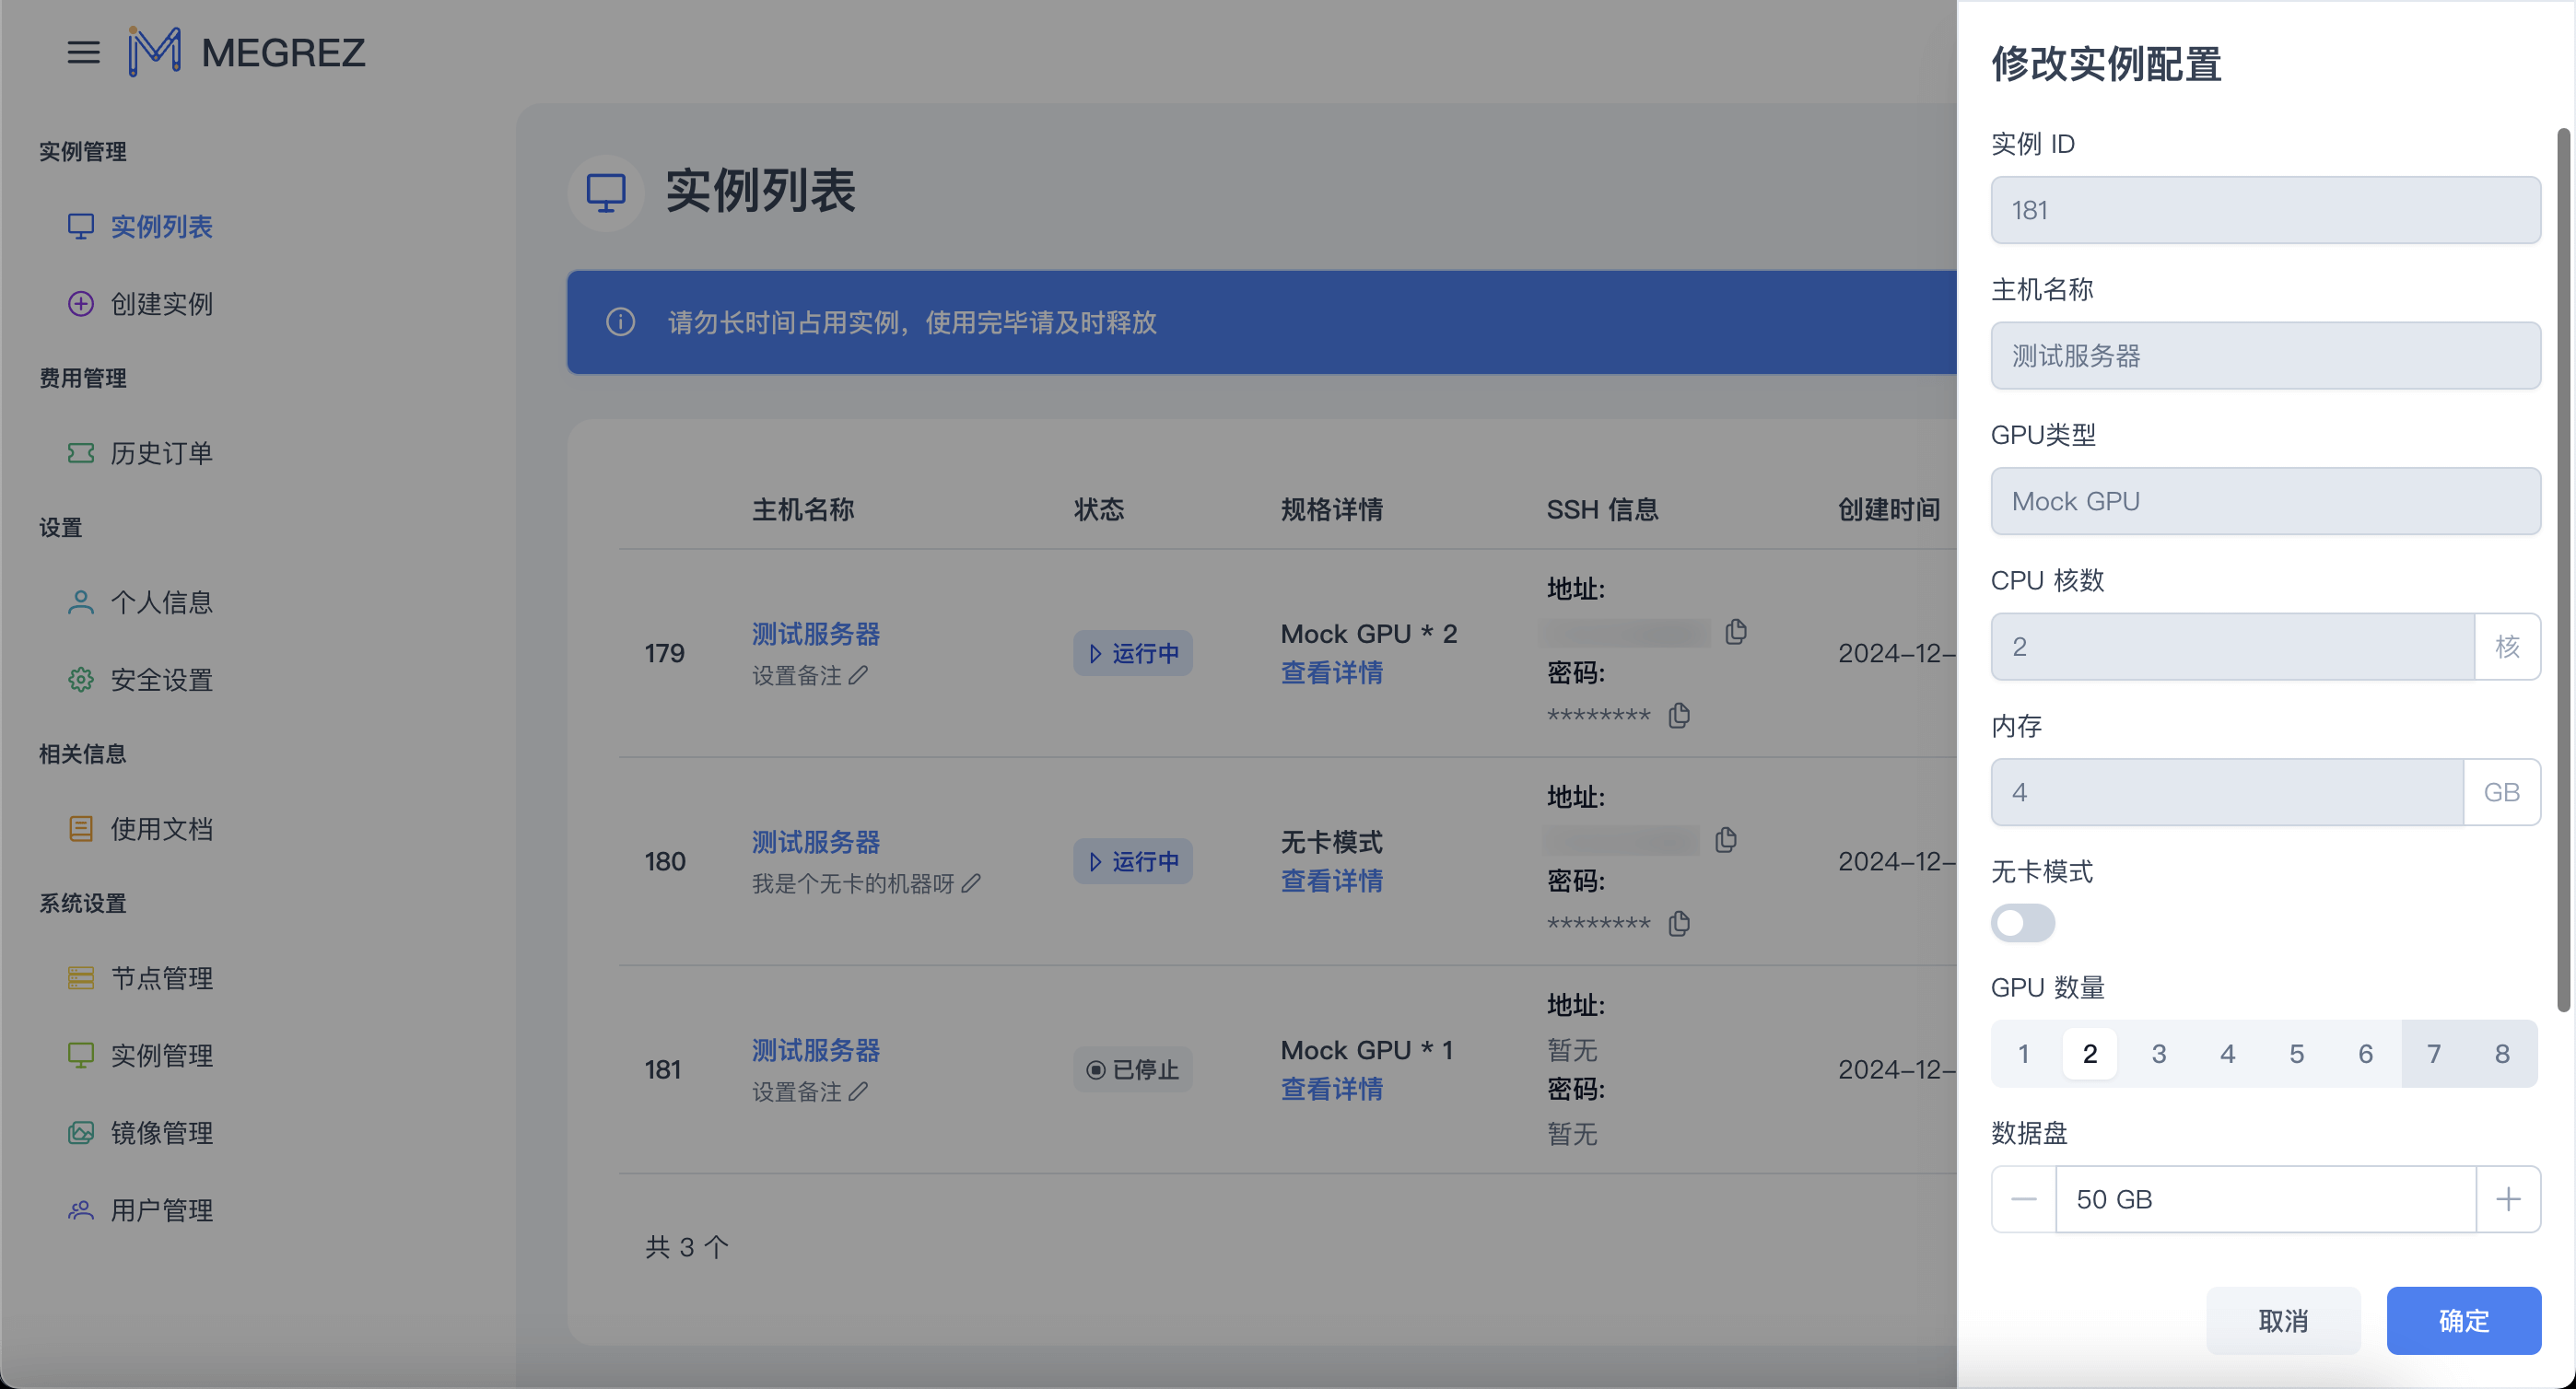 MEGREZ
实例管理
实例列表
创建实例
费用管理
历史订单
设置
个人信息
安全设置
相关信息
使用文档
系统设置
节点管理
实例管理
镜像管理
用户管理
实例列表
请勿长时间占用实例，使用完毕请及时释放
主机名称 状态 规格详情 SSH 信息 创建时间
179
测试服务器
设置备注
运行中
Mock GPU * 2
查看详情
地址:
密码:
********
2024-12-
180
测试服务器
我是个无卡的机器呀
运行中
无卡模式
查看详情
地址:
密码:
********
2024-12-
181
测试服务器
设置备注
已停止
Mock GPU * 1
查看详情
地址:
暂无
密码:
暂无
2024-12-
共 3 个
修改实例配置
实例 ID
181
主机名称
测试服务器
GPU类型
Mock GPU
CPU 核数
2 核
内存
4 GB
无卡模式
GPU 数量
1 2 3 4 5 6 7 8
数据盘
50 GB
取消 确定